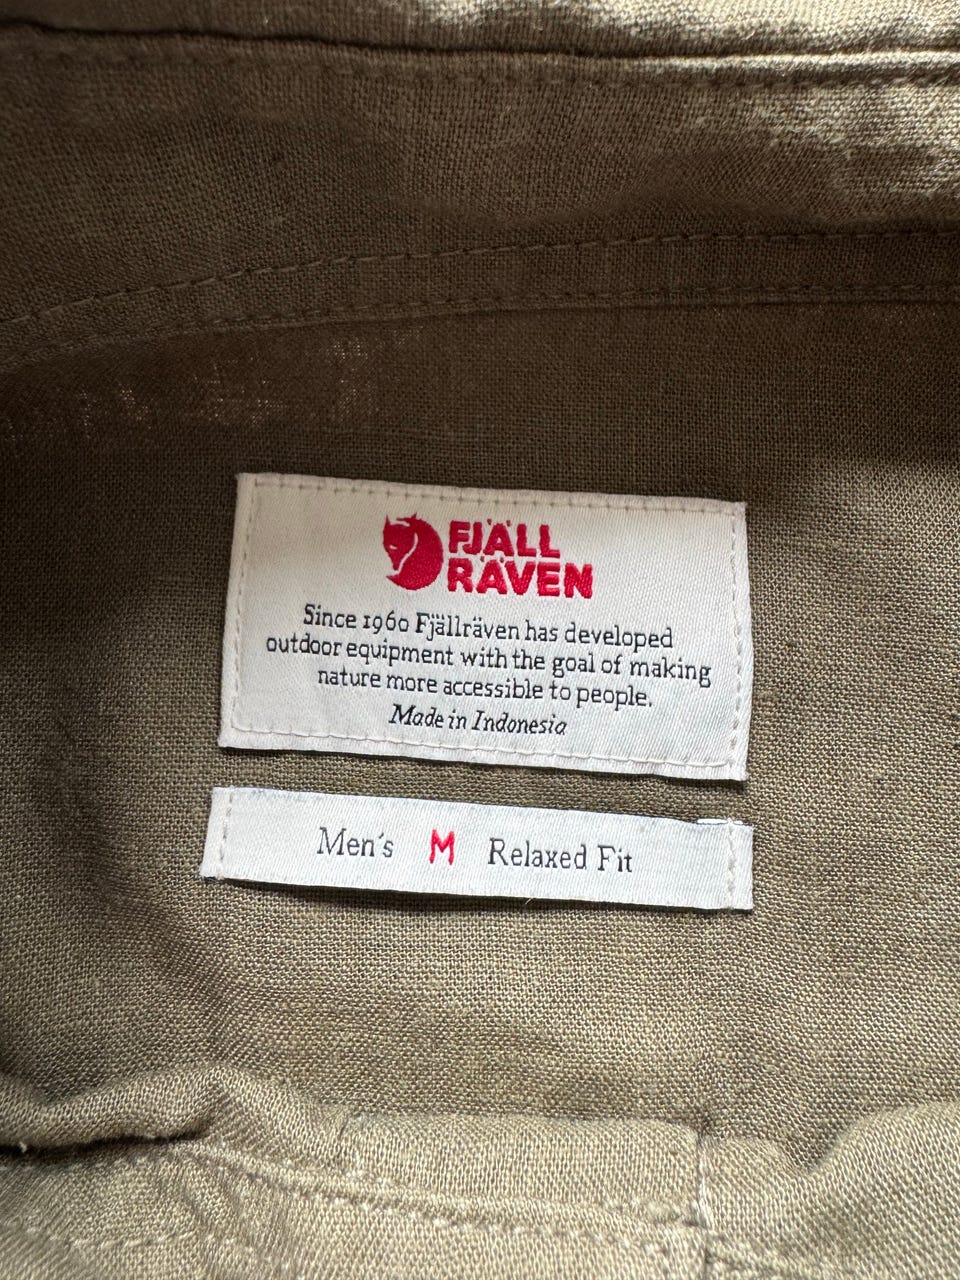 FJÄLL
RÄVEN
Since 1960 Fjällräven has developed
outdoor equipment with the goal of making
nature more accessible to people.
Made in Indonesia
Men's M Relaxed Fit